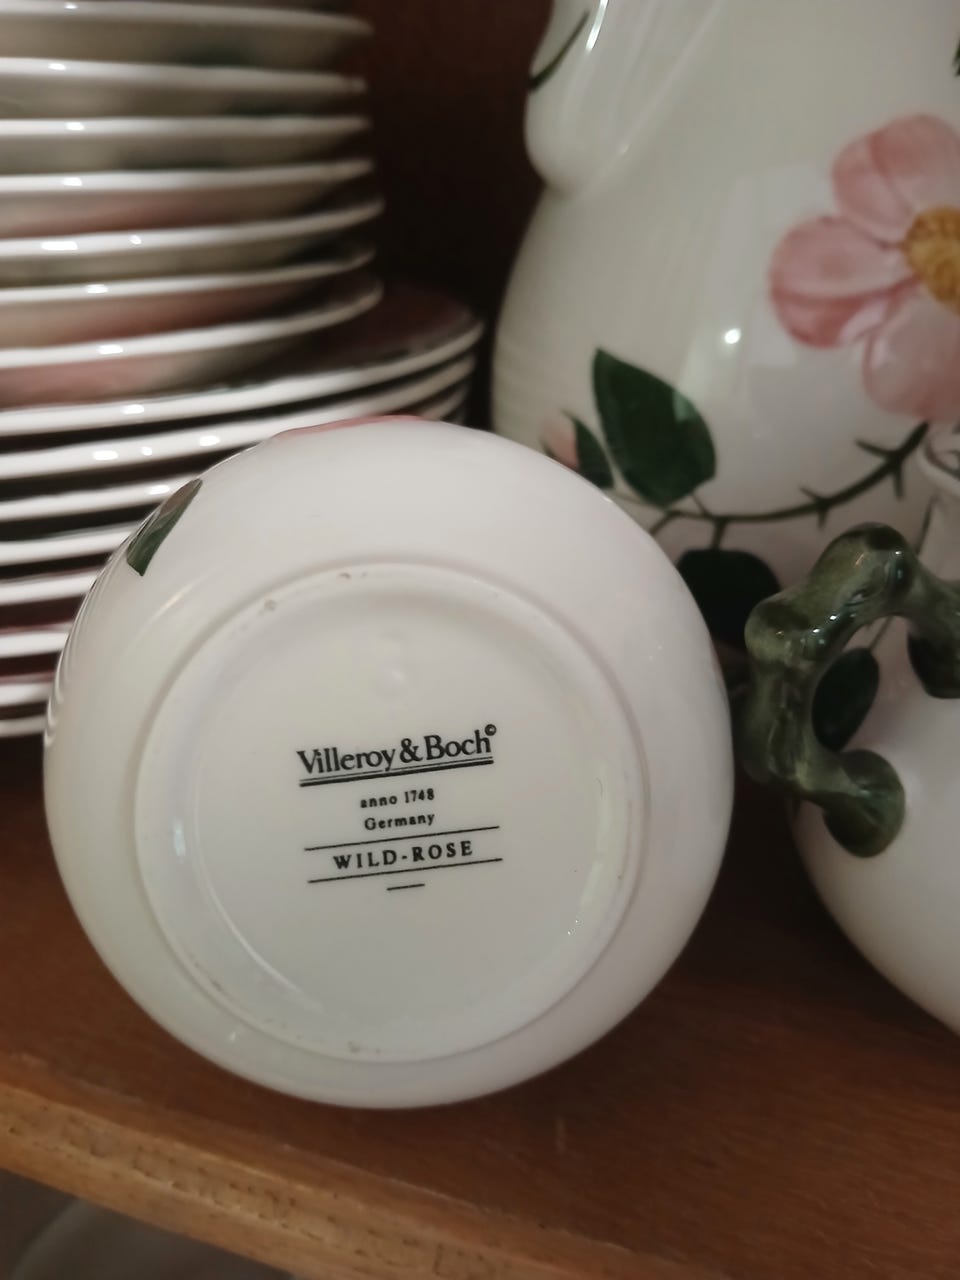 Villeroy & Boch©
anno 1748
Germany
WILD-ROSE